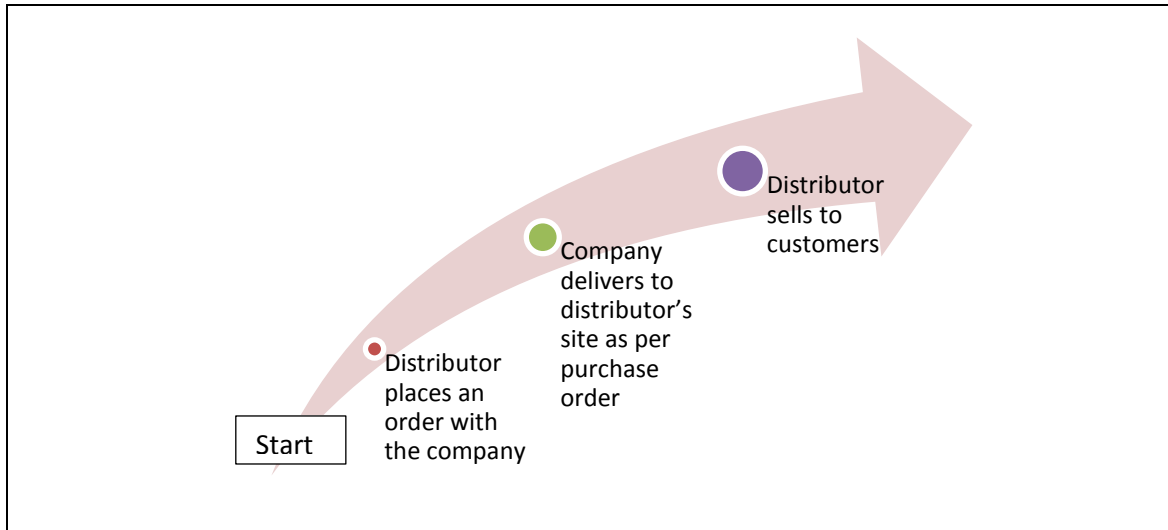 Start
Distributor
places an
order with
the company
Company
delivers to
distributor’s
site as per
purchase
order
Distributor
sells to
customers